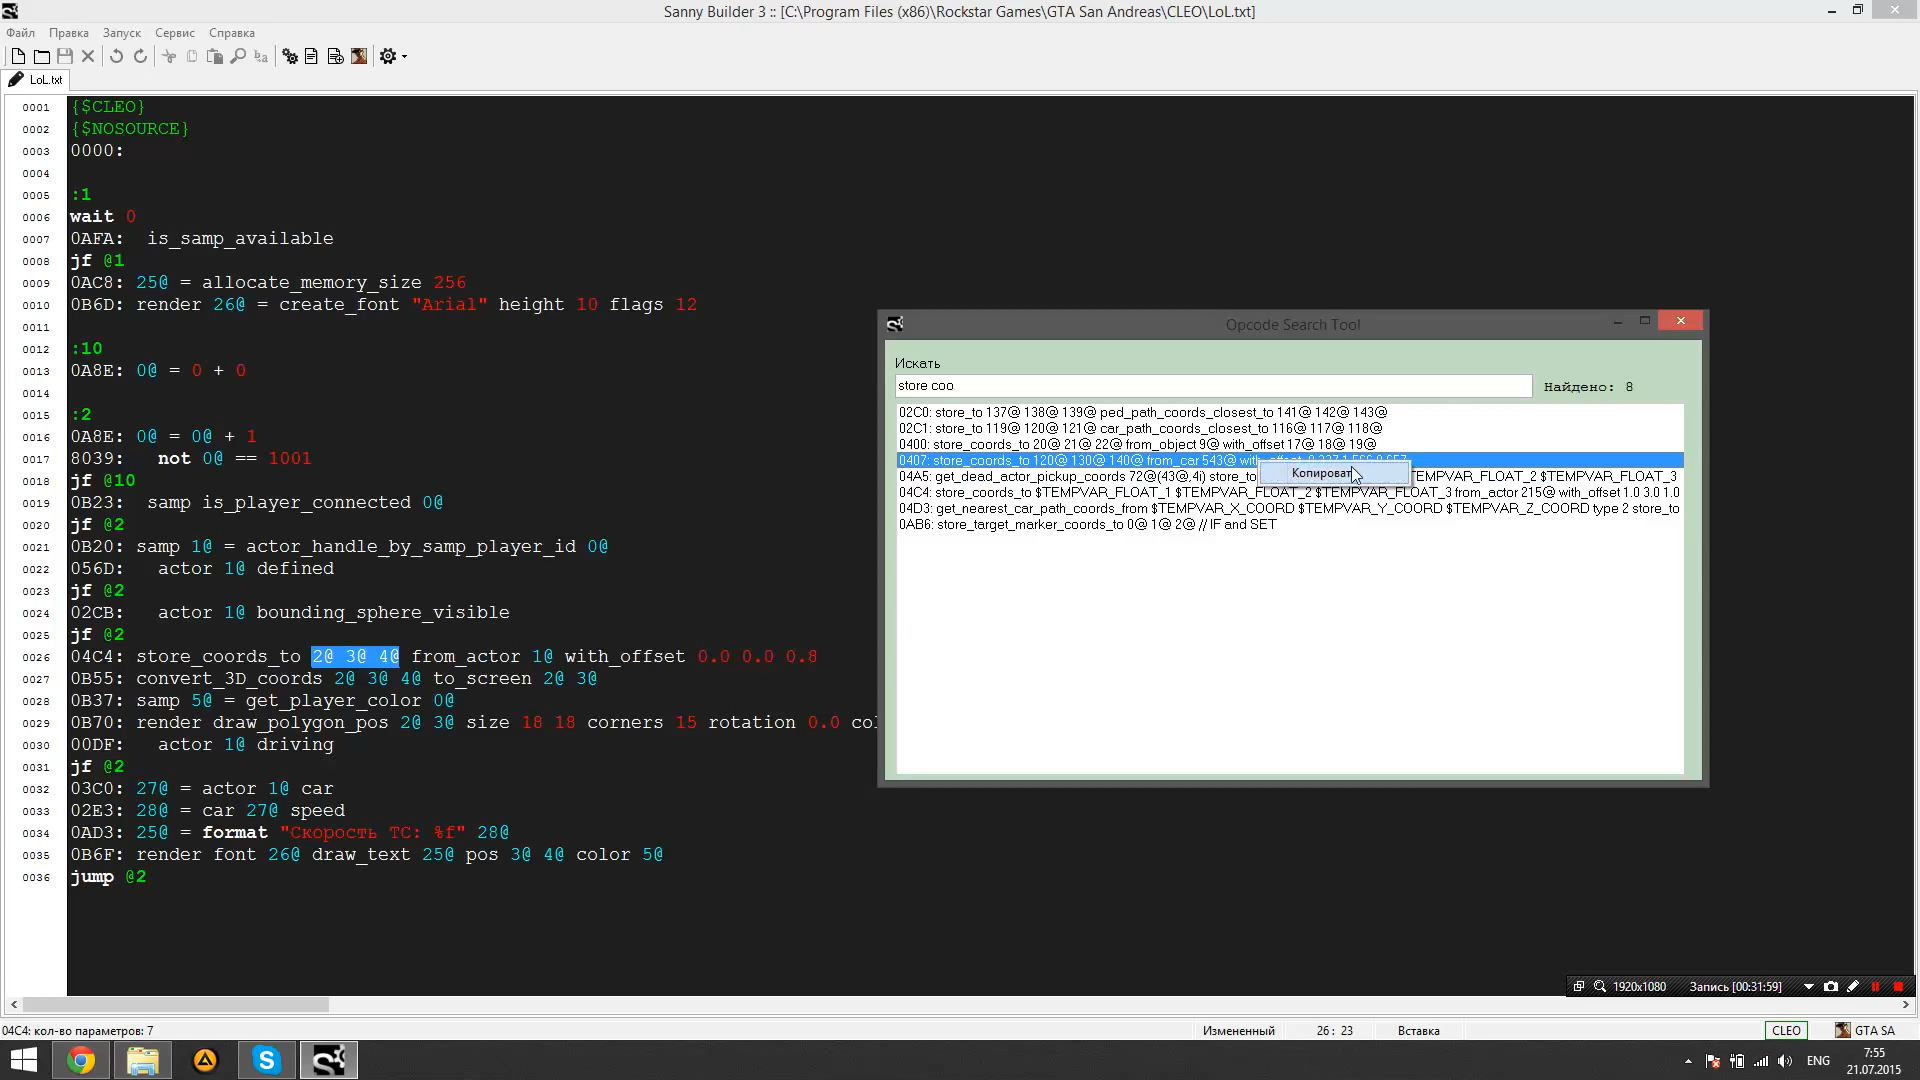 Sanny Builder 3 :: [C:\Program Files (x86)\Rockstar Games\GTA San Andreas\CLEO\LoL.txt]
Файл Правка Запуск Сервис Справка
LoL.txt
0001 {$CLEO}
0002 {$NOSOURCE}
0003 0000:
0004
0005 :1
0006 wait 0
0007 0AFA: is_samp_available
0008 jf @1
0009 0AC8: 25@ = allocate_memory_size 256
0010 0B6D: render 26@ = create_font "Arial" height 10 flags 12
0011
0012 :10
0013 0A8E: 0@ = 0 + 0
0014
0015 :2
0016 0A8E: 0@ = 0@ + 1
0017 8039: not 0@ == 1001
0018 jf @10
0019 0B23: samp is_player_connected 0@
0020 jf @2
0021 0B20: samp 1@ = actor_handle_by_samp_player_id 0@
0022 056D: actor 1@ defined
0023 jf @2
0024 02CB: actor 1@ bounding_sphere_visible
0025 jf @2
0026 04C4: store_coords_to 2@ 3@ 4@ from_actor 1@ with_offset 0.0 0.0 0.8
0027 0B55: convert_3D_coords 2@ 3@ 4@ to_screen 2@ 3@
0028 0B37: samp 5@ = get_player_color 0@
0029 0B70: render draw_polygon_pos 2@ 3@ size 18 18 corners 15 rotation 0.0 col
0030 00DF: actor 1@ driving
0031 jf @2
0032 03C0: 27@ = actor 1@ car
0033 02E3: 28@ = car 27@ speed
0034 0AD3: 25@ = format "Скорость ТС: %f" 28@
0035 0B6F: render font 26@ draw_text 25@ pos 3@ 4@ color 5@
0036 jump @2
Opcode Search Tool
Искать
store coo Найдено: 8
02C0: store_to 137@ 138@ 139@ ped_path_coords_closest_to 141@ 142@ 143@
02C1: store_to 119@ 120@ 121@ car_path_coords_closest_to 116@ 117@ 118@
0400: store_coords_to 20@ 21@ 22@ from_object 9@ with_offset 17@ 18@ 19@
0407: store_coords_to 120@ 130@ 140@ from_car 543@
Копировать
04A5: get_dead_actor_pickup_coords 72@(43@,4i) store_to TEMPVAR_FLOAT_2 $TEMPVAR_FLOAT_3
04C4: store_coords_to $TEMPVAR_FLOAT_1 $TEMPVAR_FLOAT_2 $TEMPVAR_FLOAT_3 from_actor 215@ with_offset 1.0 3.0 1.0
04D3: get_nearest_car_path_coords_from $TEMPVAR_X_COORD $TEMPVAR_Y_COORD $TEMPVAR_Z_COORD type 2 store_to
0AB6: store_target_marker_coords_to 0@ 1@ 2@ // IF and SET
1920x1080 Запись [00:31:59]
04C4: кол-во параметров: 7 Измененный 26: 23 Вставка CLEO GTA SA
ENG 7:55
21.07.2015